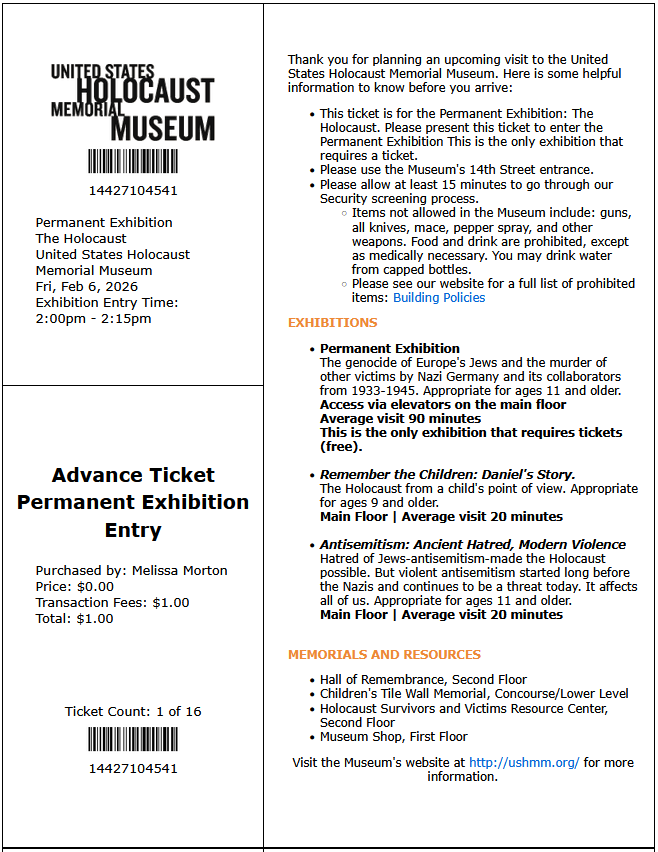 UNITED STATES
HOLOCAUST
MEMORIAL
MUSEUM
14427104541
Permanent Exhibition
The Holocaust
United States Holocaust
Memorial Museum
Fri, Feb 6, 2026
Exhibition Entry Time:
2:00pm - 2:15pm
Advance Ticket
Permanent Exhibition
Entry
Purchased by: Melissa Morton
Price: $0.00
Transaction Fees: $1.00
Total: $1.00
Ticket Count: 1 of 16
14427104541
Thank you for planning an upcoming visit to the United
States Holocaust Memorial Museum. Here is some helpful
information to know before you arrive:
• This ticket is for the Permanent Exhibition: The
Holocaust. Please present this ticket to enter the
Permanent Exhibition This is the only exhibition that
requires a ticket.
• Please use the Museum's 14th Street entrance.
• Please allow at least 15 minutes to go through our
Security screening process.
◦ Items not allowed in the Museum include: guns,
all knives, mace, pepper spray, and other
weapons. Food and drink are prohibited, except
as medically necessary. You may drink water
from capped bottles.
◦ Please see our website for a full list of prohibited
items: Building Policies
EXHIBITIONS
• Permanent Exhibition
The genocide of Europe's Jews and the murder of
other victims by Nazi Germany and its collaborators
from 1933-1945. Appropriate for ages 11 and older.
Access via elevators on the main floor
Average visit 90 minutes
This is the only exhibition that requires tickets
(free).
• Remember the Children: Daniel's Story.
The Holocaust from a child's point of view. Appropriate
for ages 9 and older.
Main Floor | Average visit 20 minutes
• Antisemitism: Ancient Hatred, Modern Violence
Hatred of Jews-antisemitism-made the Holocaust
possible. But violent antisemitism started long before
the Nazis and continues to be a threat today. It affects
all of us. Appropriate for ages 11 and older.
Main Floor | Average visit 20 minutes
MEMORIALS AND RESOURCES
• Hall of Remembrance, Second Floor
• Children's Tile Wall Memorial, Concourse/Lower Level
• Holocaust Survivors and Victims Resource Center,
Second Floor
• Museum Shop, First Floor
Visit the Museum's website at http://ushmm.org/ for more
information.